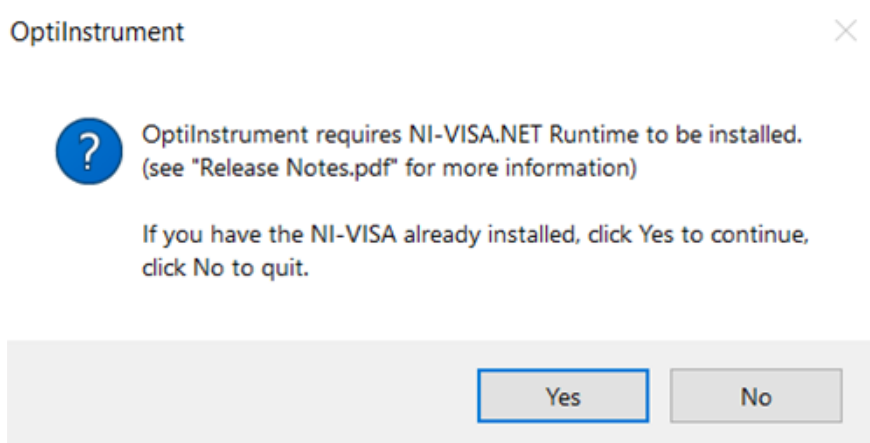 OptiInstrument
OptiInstrument requires NI-VISA.NET Runtime to be installed.
(see "Release Notes.pdf" for more information)
If you have the NI-VISA already installed, click Yes to continue,
click No to quit.
Yes
No